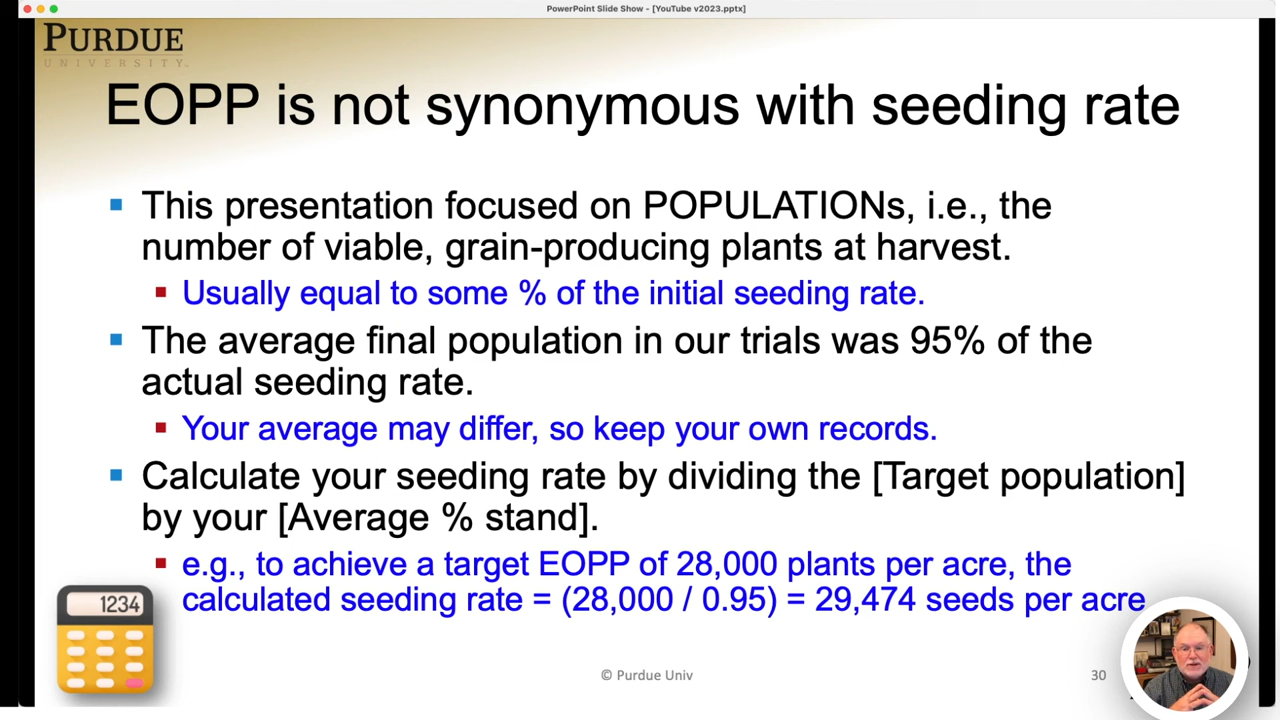 PowerPoint Slide Show - [YouTube v2023.pptx]
PURDUE
UNIVERSITY.
EOPP is not synonymous with seeding rate
This presentation focused on POPULATIONs, i.e., the
number of viable, grain-producing plants at harvest.
Usually equal to some % of the initial seeding rate.
The average final population in our trials was 95% of the
actual seeding rate.
Your average may differ, so keep your own records.
Calculate your seeding rate by dividing the [Target population]
by your [Average % stand].
e.g., to achieve a target EOPP of 28,000 plants per acre, the
calculated seeding rate = (28,000 / 0.95) = 29,474 seeds per acre
1234
© Purdue Univ
30